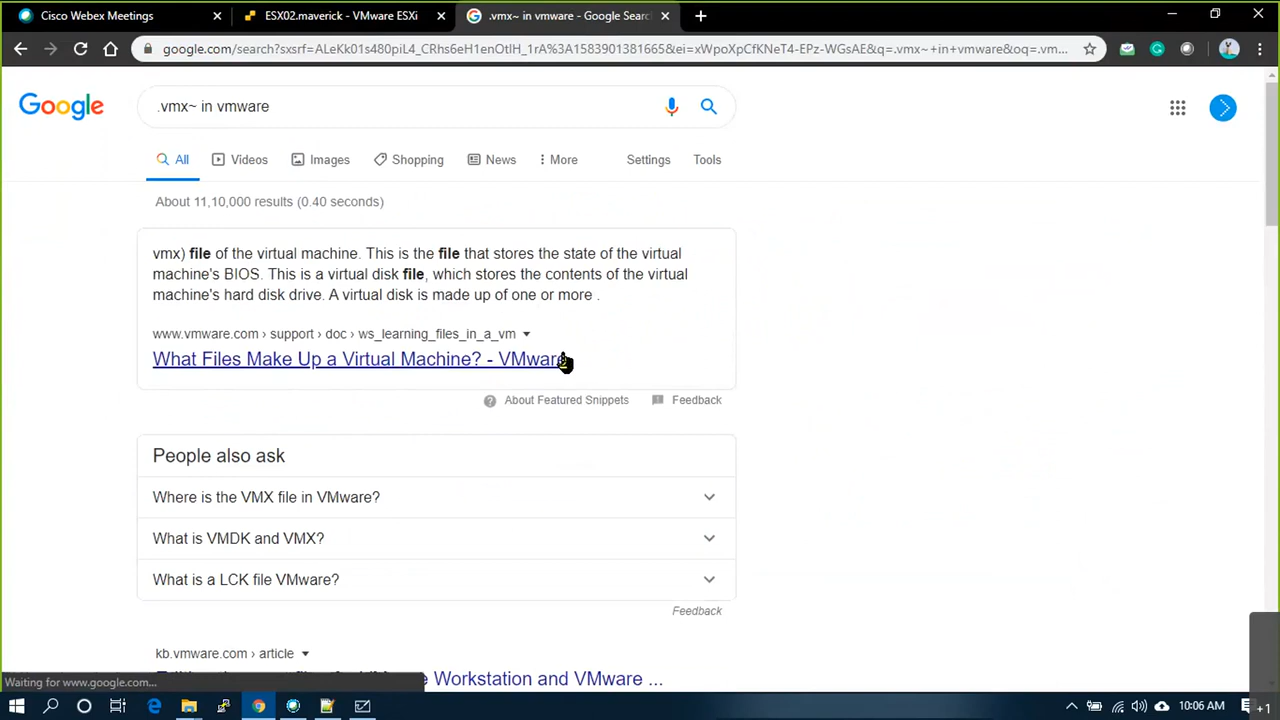 Cisco Webex Meetings
ESX02.maverick - VMware ESXi
.vmx~ in vmware - Google Searc
google.com/search?sxsrf=ALeKk01s480piL4_CRhs6eH1enOtIH_1rA%3A1583901381665&ei=xWpoXpCfKNeT4-EPz-WGsAE&q=.vmx~+in+vmware&oq=.vm...
Google
.vmx~ in vmware
All
Videos
Images
Shopping
News
More
Settings
Tools
About 11,10,000 results (0.40 seconds)
vmx) file of the virtual machine. This is the file that stores the state of the virtual
machine's BIOS. This is a virtual disk file, which stores the contents of the virtual
machine's hard disk drive. A virtual disk is made up of one or more .
www.vmware.com › support › doc › ws_learning_files_in_a_vm
What Files Make Up a Virtual Machine? - VMware
About Featured Snippets
Feedback
People also ask
Where is the VMX file in VMware?
What is VMDK and VMX?
What is a LCK file VMware?
Feedback
kb.vmware.com › article
Workstation and VMware ...
Waiting for www.google.com...
10:06 AM
+1